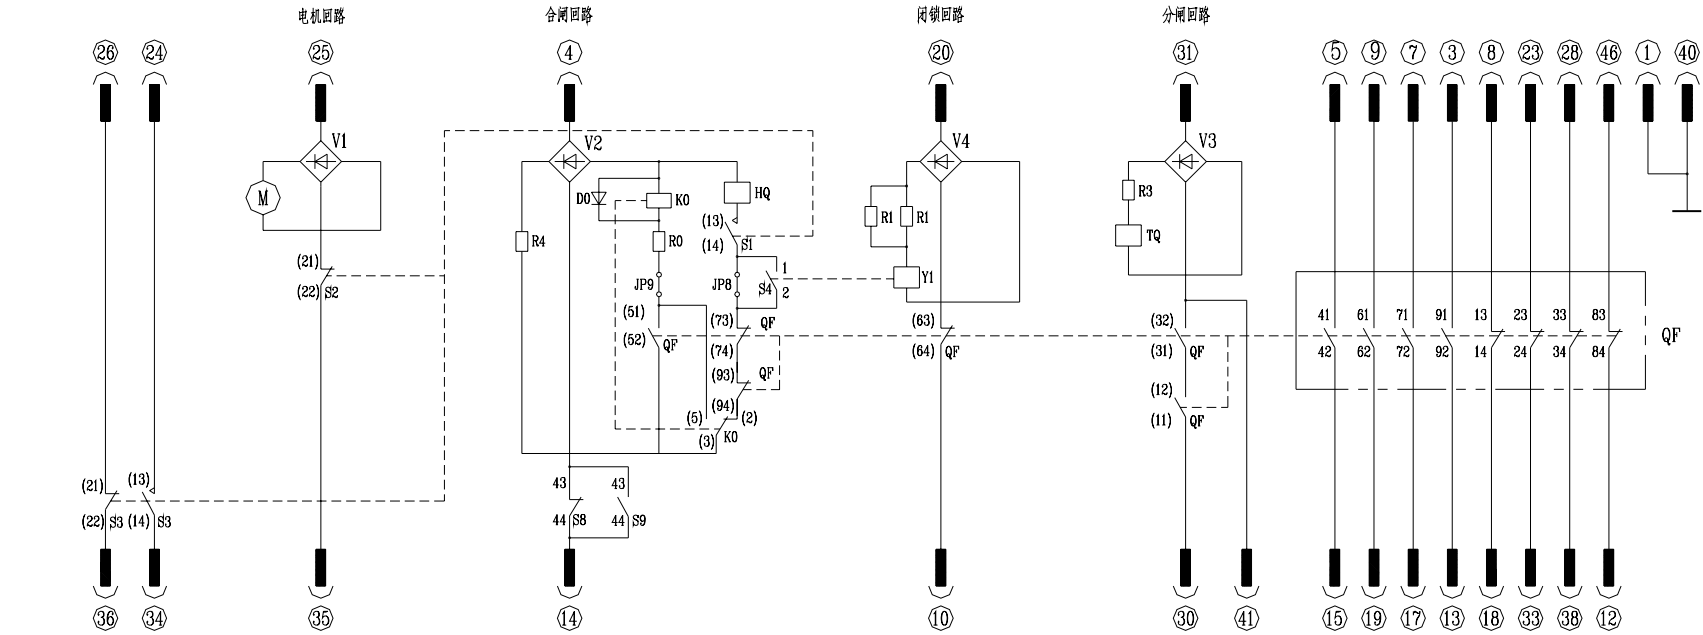 电机回路 合闸回路 闭锁回路 分闸回路
26 24 25 4 20 31 5 9 7 3 8 23 28 46 1 40
V1 V2 V4 V3
M D0 K0 HQ R1 R1 R3
(13)
R4 R0 (14) S1 TQ
(21) 1 Y1
(22) S2 JP9 JP8 S4 2
(51) (73) QF (63) (32) 41 61 71 91 13 23 33 83
(52) QF (74) (64) QF (31) QF 42 62 72 92 14 24 34 84 QF
(93) QF (12)
(94)
(5) (2) (11) QF
(3) K0
(21) (13) 43 43
(22) S3 (14) S3 44 S8 44 S9
36 34 35 14 10 30 41 15 19 17 13 18 33 38 12